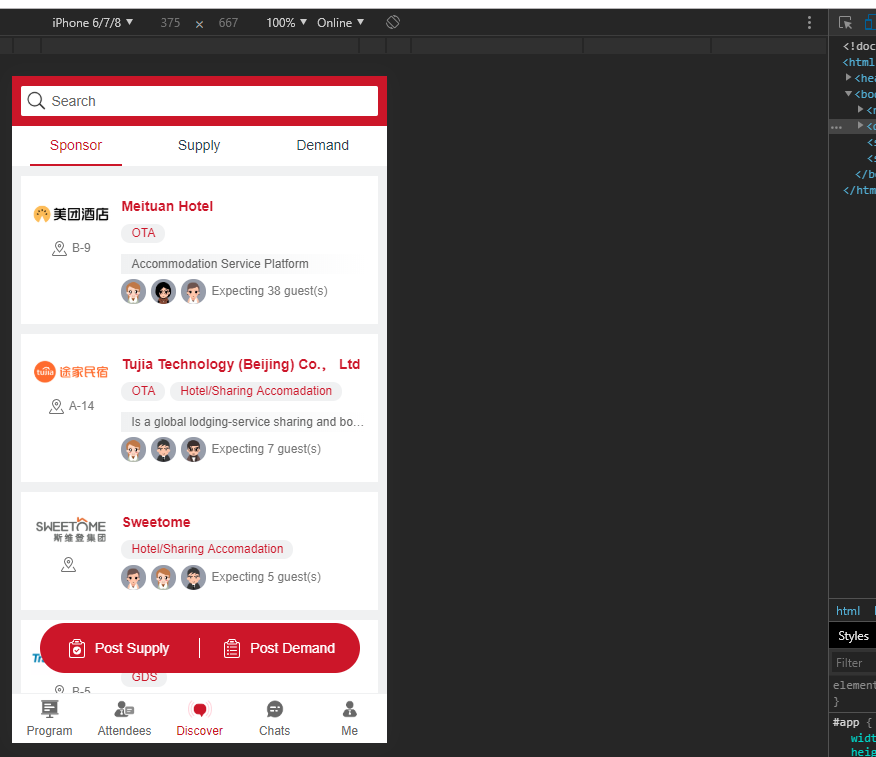 iPhone 6/7/8 ▼ 375 × 667 100% ▼ Online ▼
Search
Sponsor Supply Demand
美团酒店
B-9
Meituan Hotel
OTA
Accommodation Service Platform
Expecting 38 guest(s)
tujia 途家民宿
A-14
Tujia Technology (Beijing) Co.， Ltd
OTA Hotel/Sharing Accomadation
Is a global lodging-service sharing and bo...
Expecting 7 guest(s)
SWEETOME
斯维登集团
Sweetome
Hotel/Sharing Accomadation
Expecting 5 guest(s)
Post Supply Post Demand
GDS
B-5
Program Attendees Discover Chats Me
<!doc
<html
▶<hea
▼<bod
</html
html
Styles
Filter
element
}
#app {
widt
heig